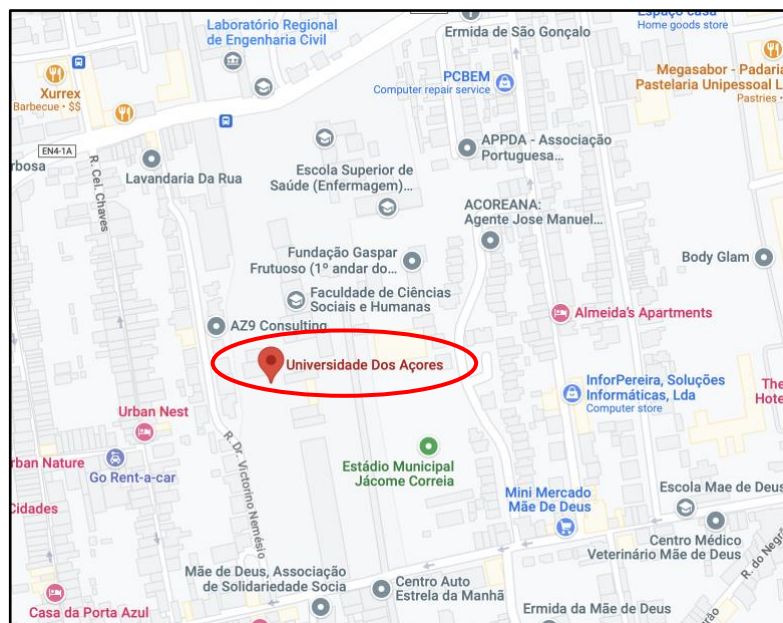 Laboratório Regional
de Engenharia Civil
Ermida de São Gonçalo
Espaço casa
Home goods store
Xurrex
Barbecue • $$
PCBEM
Computer repair service
Megasabor - Padaria
Pastelaria Unipessoal L
Pastries •
EN4-1A
R. Cel. Chaves
Lavandaria Da Rua
Escola Superior de
Saúde (Enfermagem)...
APPDA - Associação
Portuguesa...
ACOREANA:
Agente Jose Manuel...
Fundação Gaspar
Frutuoso (1º andar do...
Body Glam
Faculdade de Ciências
Sociais e Humanas
Almeida's Apartments
AZ9 Consulting
Universidade Dos Açores
InforPereira, Soluções
Informáticas, Lda
Computer store
The
Hote
Urban Nest
rban Nature
Go Rent-a-car
Cidades
R. Dr. Victorino Nemésio
Estádio Municipal
Jácome Correia
Mini Mercado
Mãe De Deus
Escola Mae de Deus
Centro Médico
Veterinário Mãe de Deus
R. do Negrão
Mãe de Deus, Associação
de Solidariedade Socia
Centro Auto
Estrela da Manhã
Casa da Porta Azul
Ermida da Mãe de Deus